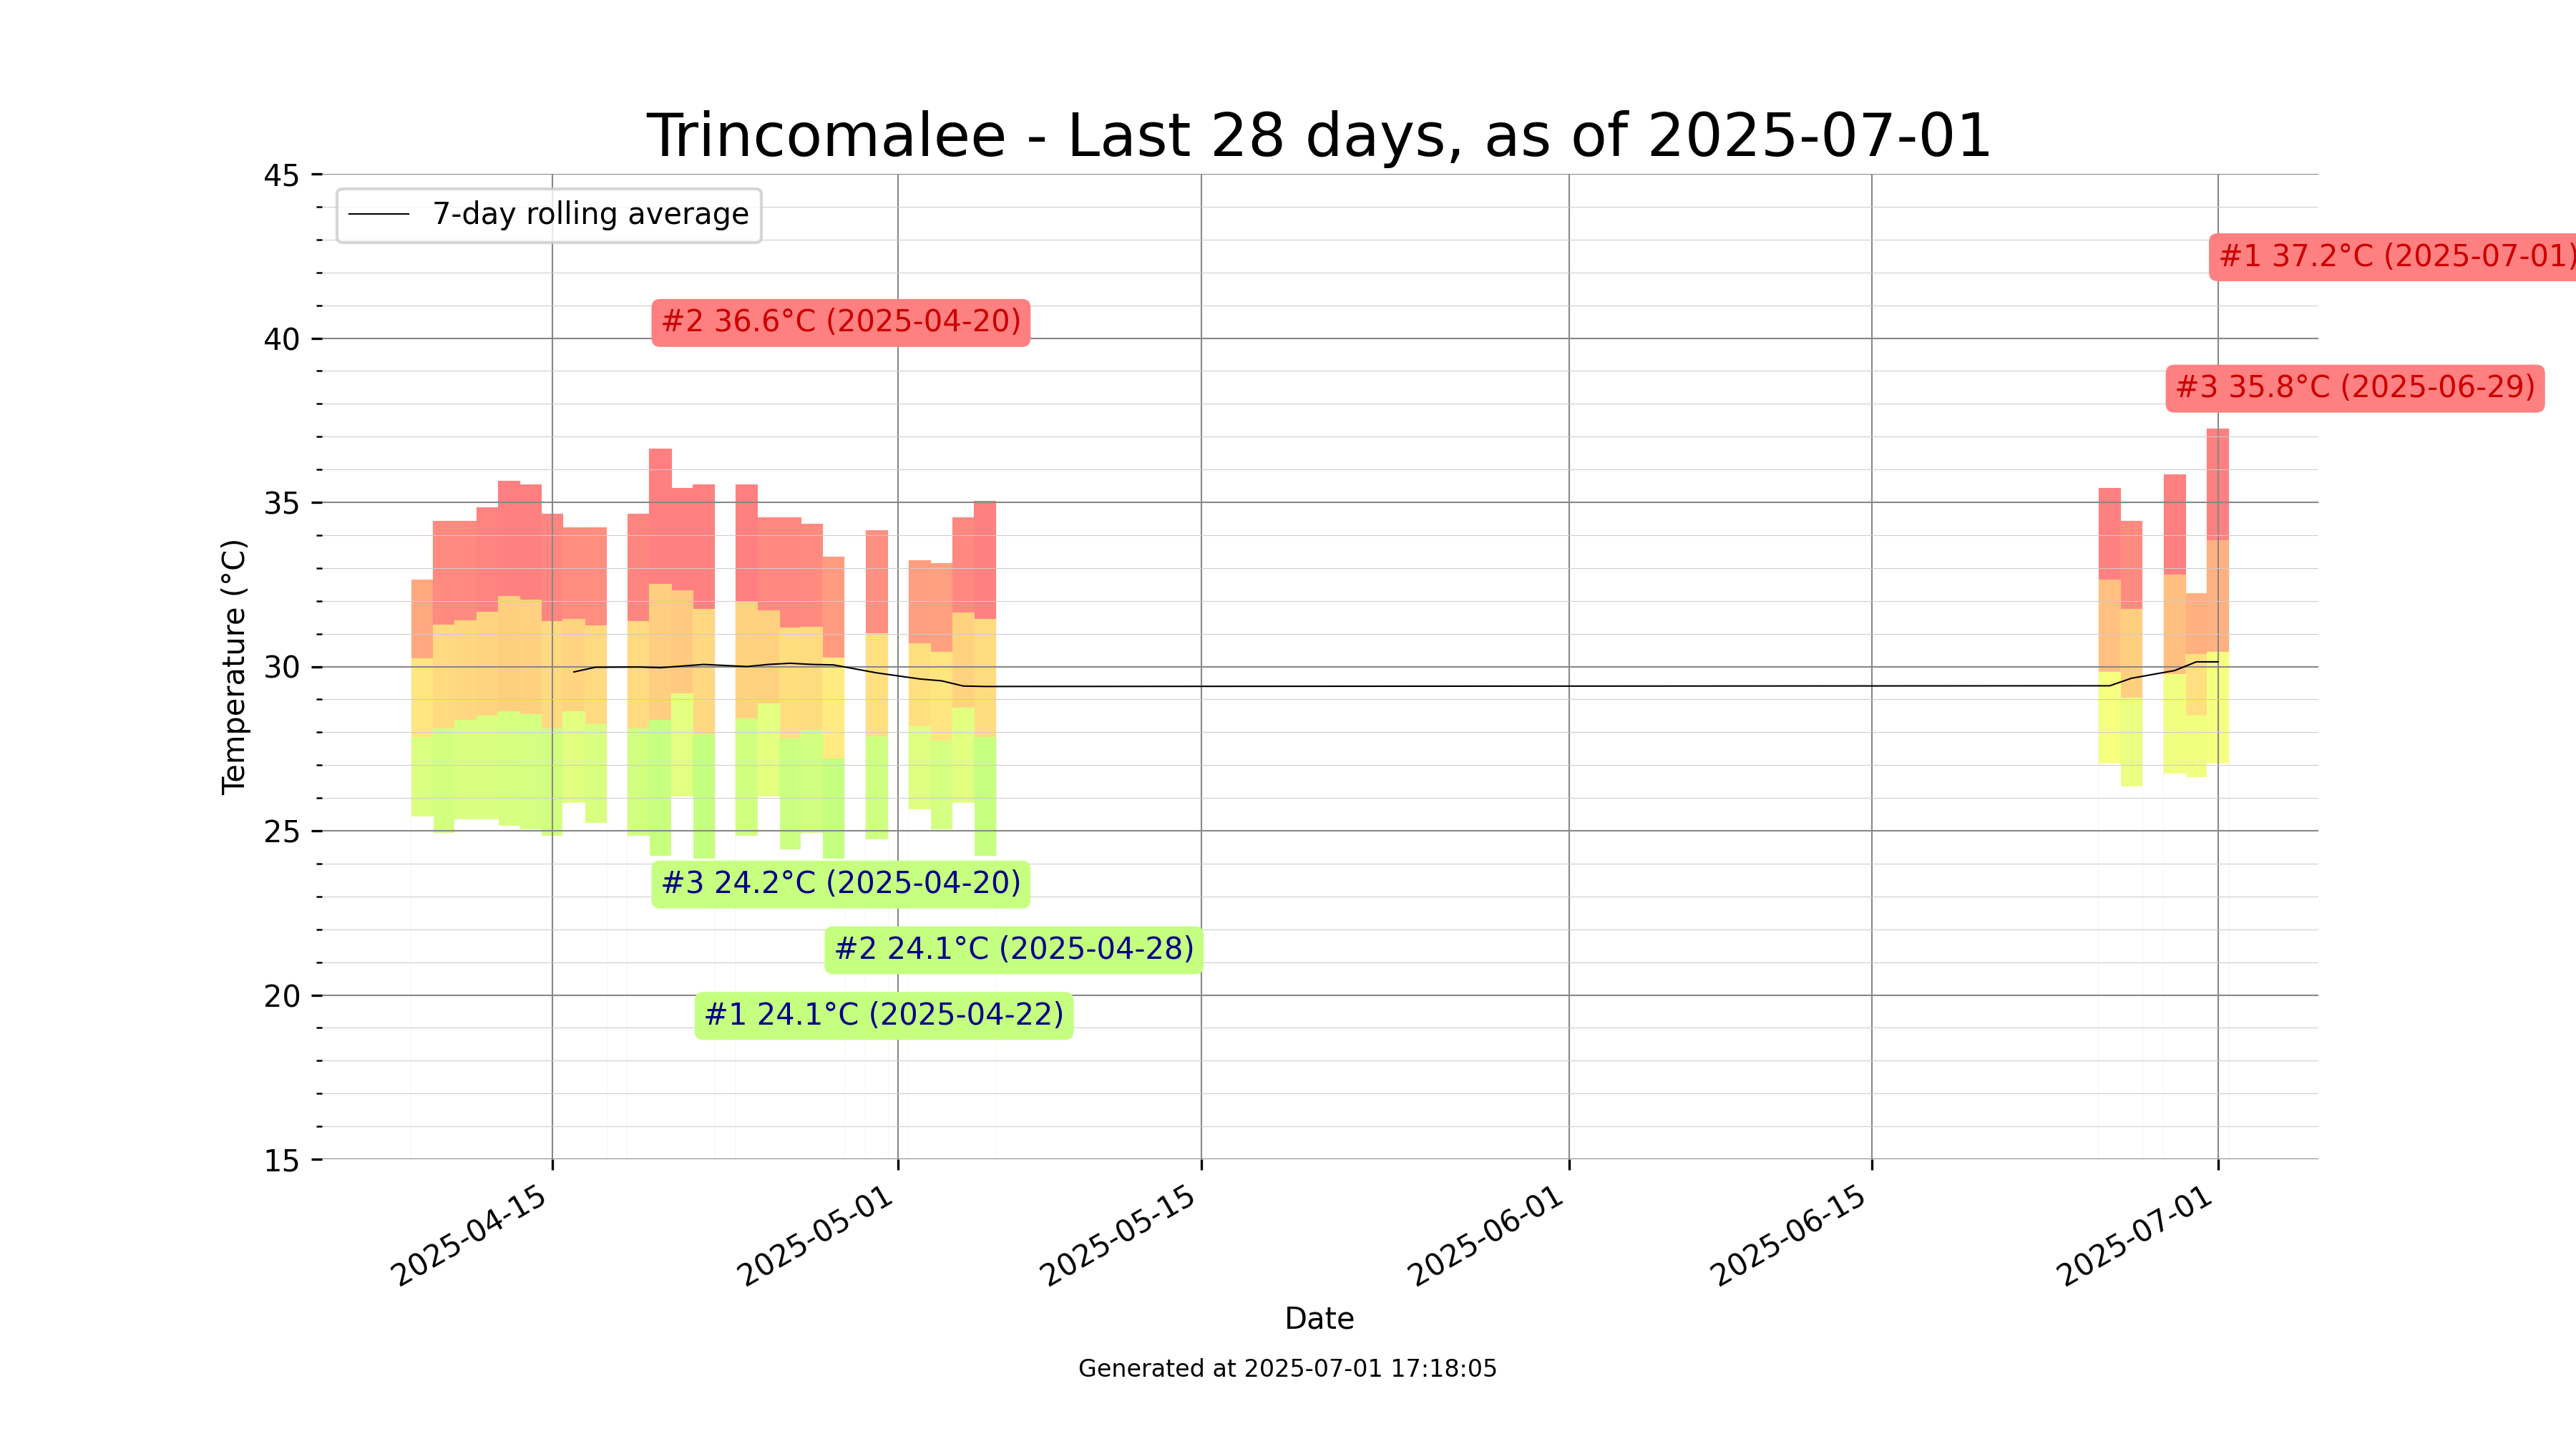 Trincomalee - Last 28 days, as of 2025-07-01
45
7-day rolling average
#1 37.2°C (2025-07-01)
#2 36.6°C (2025-04-20)
40
#3 35.8°C (2025-06-29)
35
Temperature (°C)
30
25
#3 24.2°C (2025-04-20)
#2 24.1°C (2025-04-28)
20
#1 24.1°C (2025-04-22)
15
2025-04-15
2025-05-01
2025-05-15
2025-06-01
2025-06-15
2025-07-01
Date
Generated at 2025-07-01 17:18:05